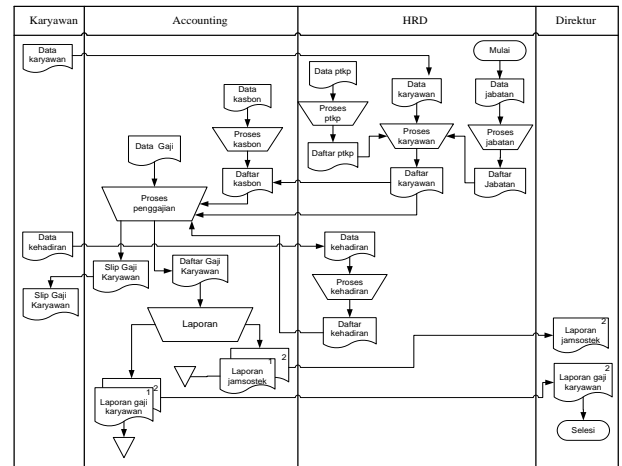 Karyawan
Accounting
HRD
Direktur
Data
karyawan
Mulai
Data ptkp
Data
karyawan
Data
jabatan
Data
kasbon
Proses
ptkp
Proses
karyawan
Proses
jabatan
Proses
kasbon
Data Gaji
Daftar ptkp
Daftar
kasbon
Daftar
karyawan
Daftar
Jabatan
Proses
penggajian
Data
kehadiran
Data
kehadiran
Slip Gaji
Karyawan
Daftar Gaji
Karyawan
Slip Gaji
Karyawan
Proses
kehadiran
Laporan
Daftar
kehadiran
2
Laporan
jamsostek
1
2
Laporan
jamsostek
1
2
Laporan gaji
karyawan
2
Laporan gaji
karyawan
Selesi